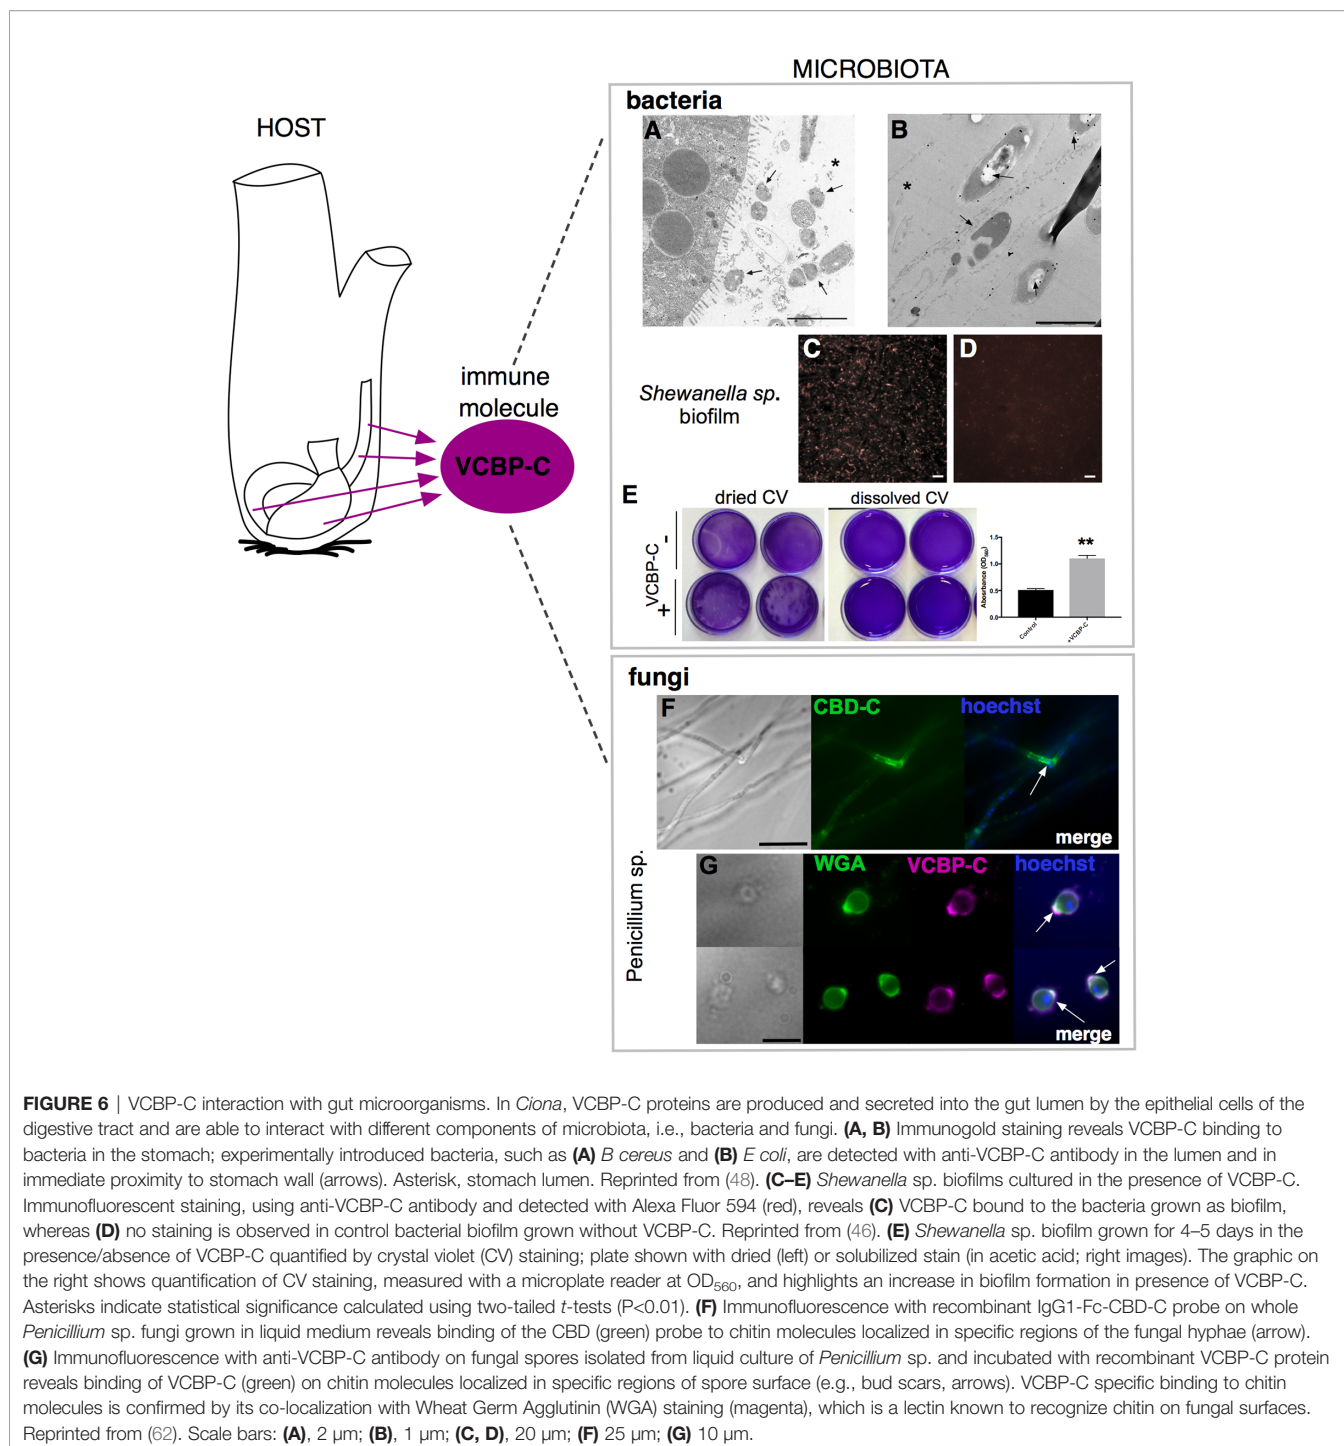 MICROBIOTA
HOST
bacteria
A
B
*
*
C
D
Shewanella sp.
biofilm
immune
molecule
VCBP-C
E
dried CV
dissolved CV
VCBP-C
-
+
Absorbance (OD560)
1.5
1.0
0.5
0.0
**
Control
+VCBP-C
fungi
F
CBD-C
hoechst
merge
Penicillium sp.
G
WGA
VCBP-C
hoechst
merge
FIGURE 6 | VCBP-C interaction with gut microorganisms. In Ciona, VCBP-C proteins are produced and secreted into the gut lumen by the epithelial cells of the
digestive tract and are able to interact with different components of microbiota, i.e., bacteria and fungi. (A, B) Immunogold staining reveals VCBP-C binding to
bacteria in the stomach; experimentally introduced bacteria, such as (A) B cereus and (B) E coli, are detected with anti-VCBP-C antibody in the lumen and in
immediate proximity to stomach wall (arrows). Asterisk, stomach lumen. Reprinted from (48). (C–E) Shewanella sp. biofilms cultured in the presence of VCBP-C.
Immunofluorescent staining, using anti-VCBP-C antibody and detected with Alexa Fluor 594 (red), reveals (C) VCBP-C bound to the bacteria grown as biofilm,
whereas (D) no staining is observed in control bacterial biofilm grown without VCBP-C. Reprinted from (46). (E) Shewanella sp. biofilm grown for 4–5 days in the
presence/absence of VCBP-C quantified by crystal violet (CV) staining; plate shown with dried (left) or solubilized stain (in acetic acid; right images). The graphic on
the right shows quantification of CV staining, measured with a microplate reader at OD560, and highlights an increase in biofilm formation in presence of VCBP-C.
Asterisks indicate statistical significance calculated using two-tailed t-tests (P<0.01). (F) Immunofluorescence with recombinant IgG1-Fc-CBD-C probe on whole
Penicillium sp. fungi grown in liquid medium reveals binding of the CBD (green) probe to chitin molecules localized in specific regions of the fungal hyphae (arrow).
(G) Immunofluorescence with anti-VCBP-C antibody on fungal spores isolated from liquid culture of Penicillium sp. and incubated with recombinant VCBP-C protein
reveals binding of VCBP-C (green) on chitin molecules localized in specific regions of spore surface (e.g., bud scars, arrows). VCBP-C specific binding to chitin
molecules is confirmed by its co-localization with Wheat Germ Agglutinin (WGA) staining (magenta), which is a lectin known to recognize chitin on fungal surfaces.
Reprinted from (62). Scale bars: (A), 2 µm; (B), 1 µm; (C, D), 20 µm; (F) 25 µm; (G) 10 µm.